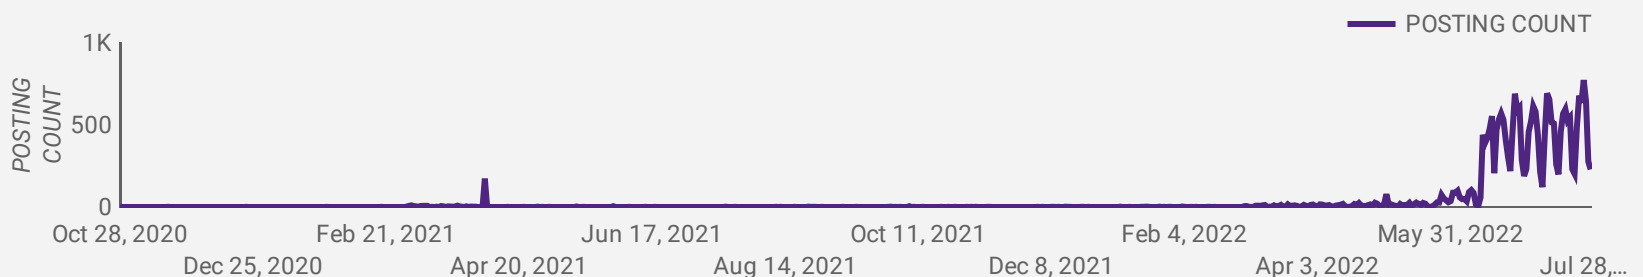 POSTING COUNT
1K
500
0
POSTING
COUNT
Oct 28, 2020
Feb 21, 2021
Jun 17, 2021
Oct 11, 2021
Feb 4, 2022
May 31, 2022
Dec 25, 2020
Apr 20, 2021
Aug 14, 2021
Dec 8, 2021
Apr 3, 2022
Jul 28,...